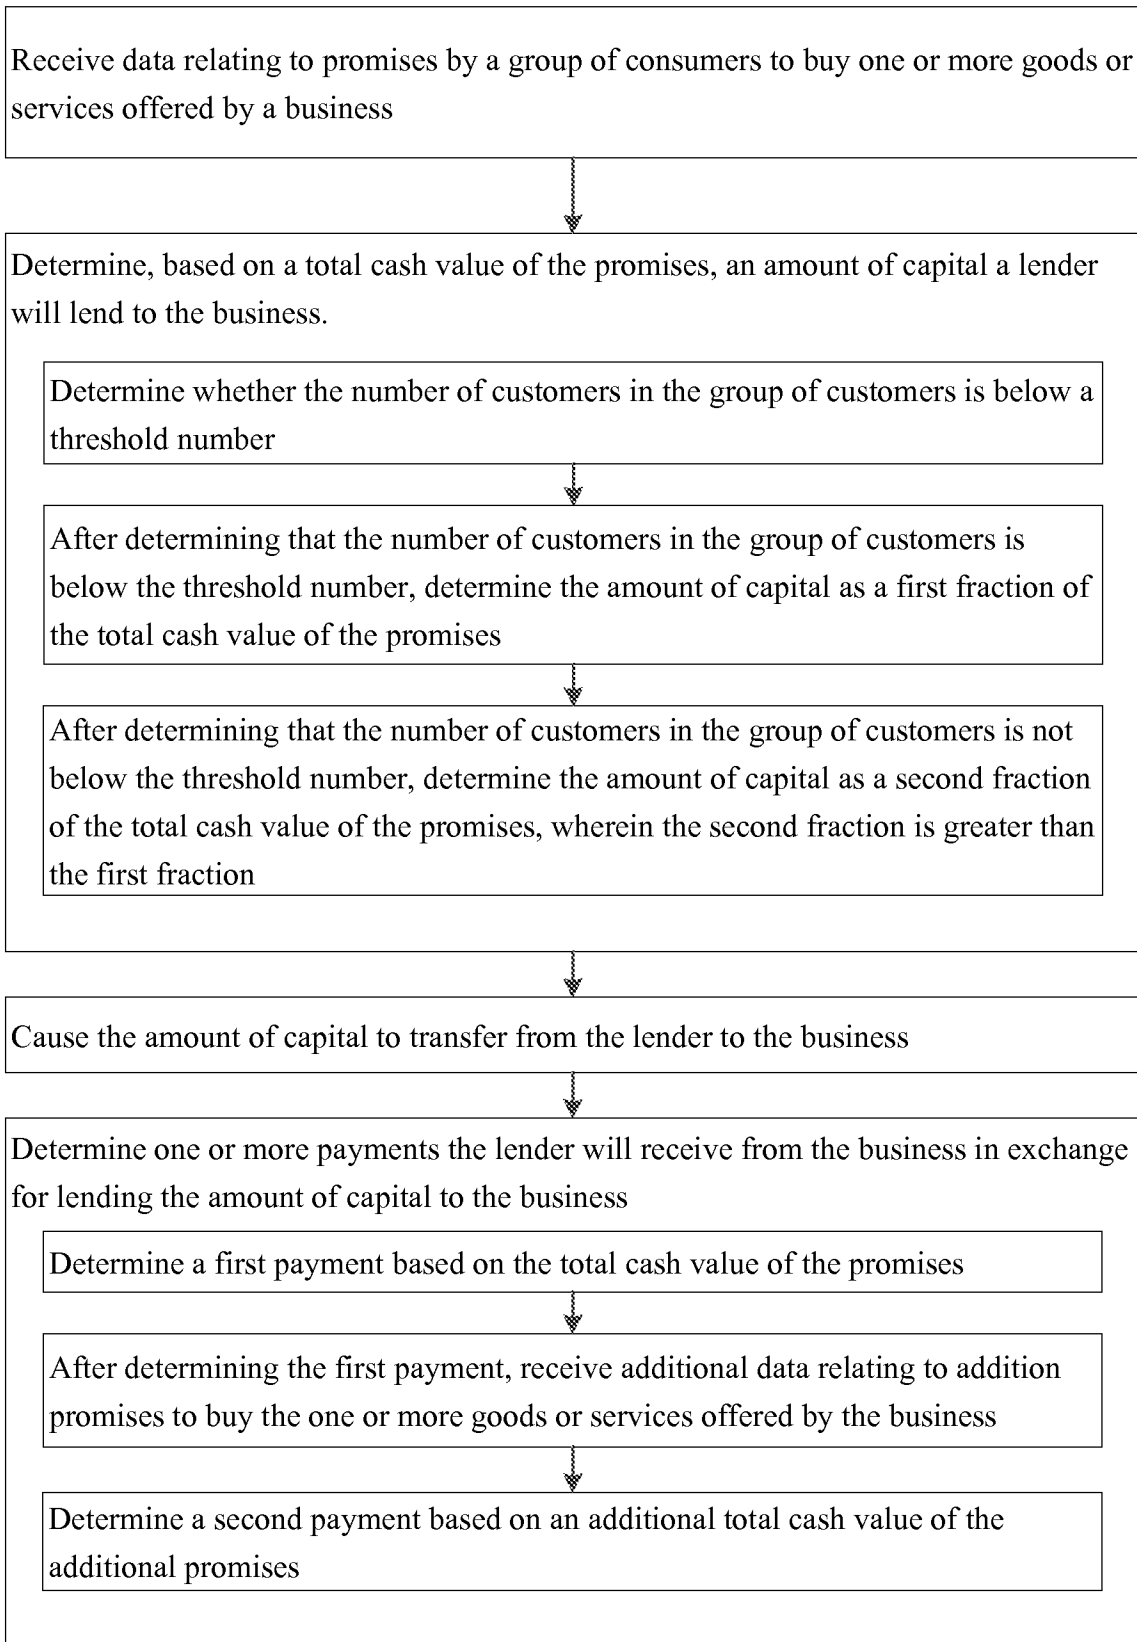 Receive data relating to promises by a group of consumers to buy one or more goods or
services offered by a business
Determine, based on a total cash value of the promises, an amount of capital a lender
will lend to the business.
Determine whether the number of customers in the group of customers is below a
threshold number
After determining that the number of customers in the group of customers is
below the threshold number, determine the amount of capital as a first fraction of
the total cash value of the promises
After determining that the number of customers in the group of customers is not
below the threshold number, determine the amount of capital as a second fraction
of the total cash value of the promises, wherein the second fraction is greater than
the first fraction
Cause the amount of capital to transfer from the lender to the business
Determine one or more payments the lender will receive from the business in exchange
for lending the amount of capital to the business
Determine a first payment based on the total cash value of the promises
After determining the first payment, receive additional data relating to addition
promises to buy the one or more goods or services offered by the business
Determine a second payment based on an additional total cash value of the
additional promises